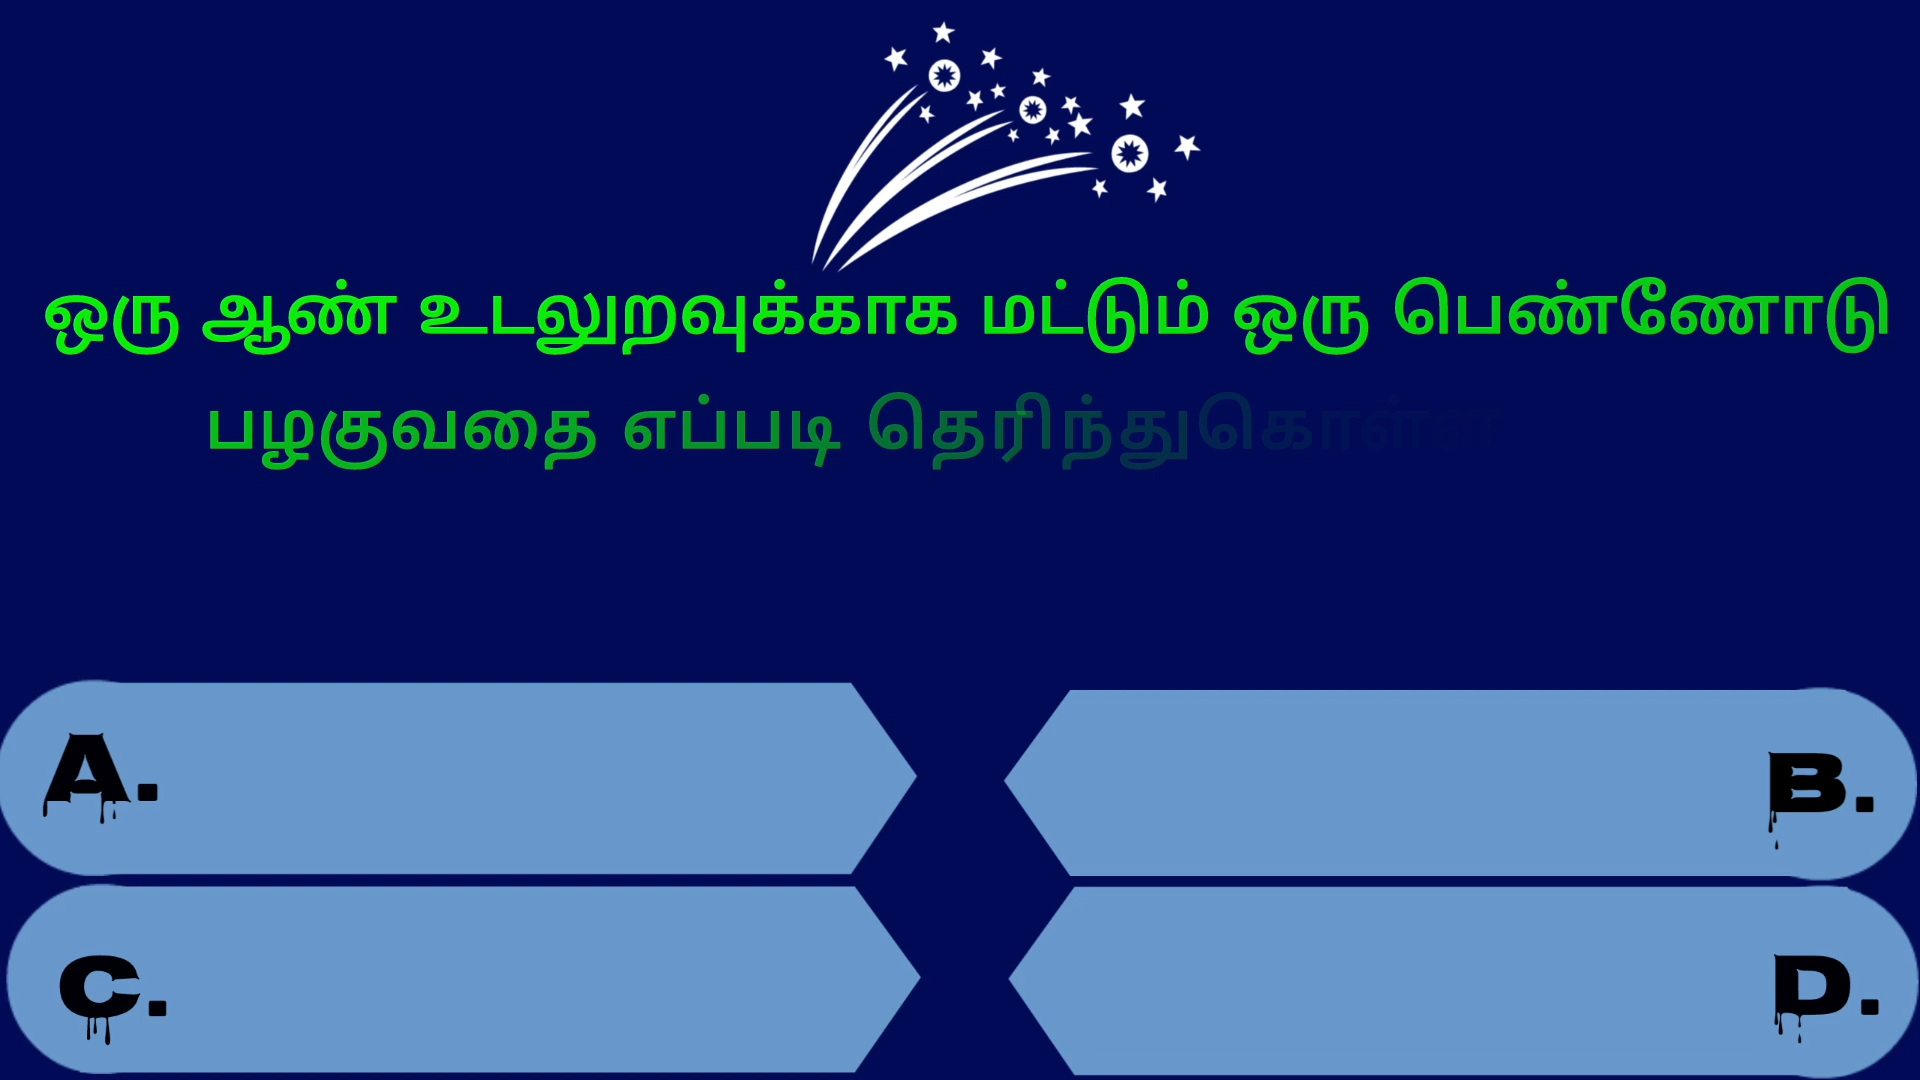 ஒரு ஆண் உடலுறவுக்காக மட்டும் ஒரு பெண்ணோடு
பழகுவதை எப்படி தெரிந்துகொள்ள
A.
B.
C.
D.